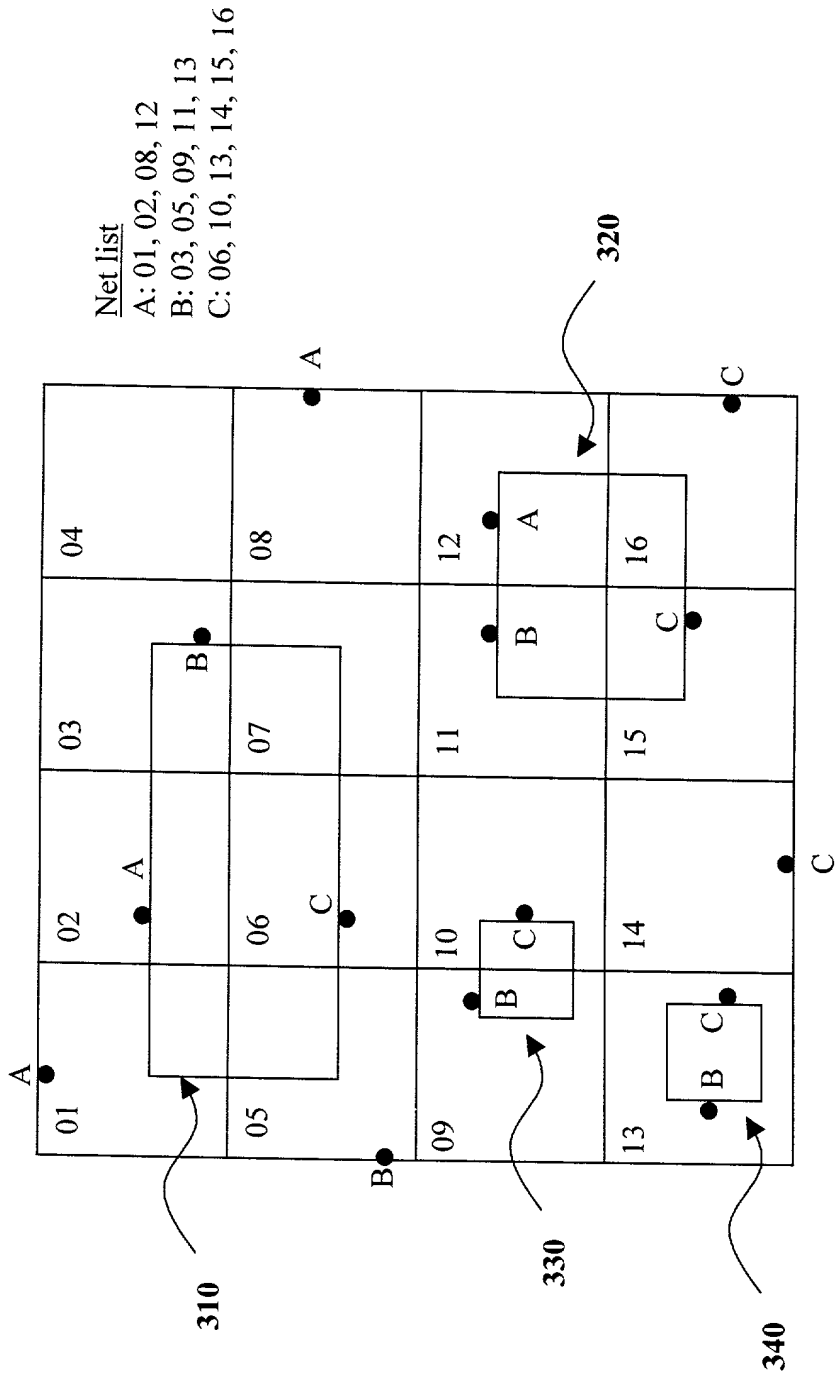 Net list
A: 01, 02, 08, 12
B: 03, 05, 09, 11, 13
C: 06, 10, 13, 14, 15, 16
A
01
02
03
04
A
B
310
05
06
07
08
C
A
B
09
10
11
12
B
C
B
A
330
320
13
14
15
16
B
C
C
C
C
340